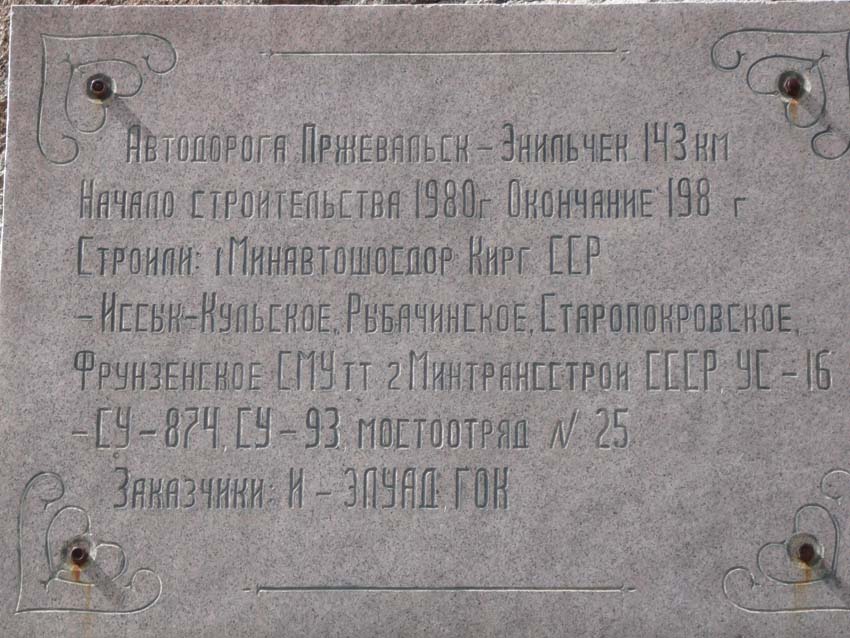 Автодорога Пржевальск – Энильчек 143 км
Начало строительства 1980г Окончание 198 г
Строили: 1 Минавтошосдор Кирг ССР
– Иссык-Кульское, Рыбачинское, Старопокровское,
Фрунзенское СМУ тт 2 Минтрансстрой СССР, УС – 16
– СУ – 874, СУ – 93, мостоотряд N 25
Заказчики: И – ЭЛУАД, ГОК